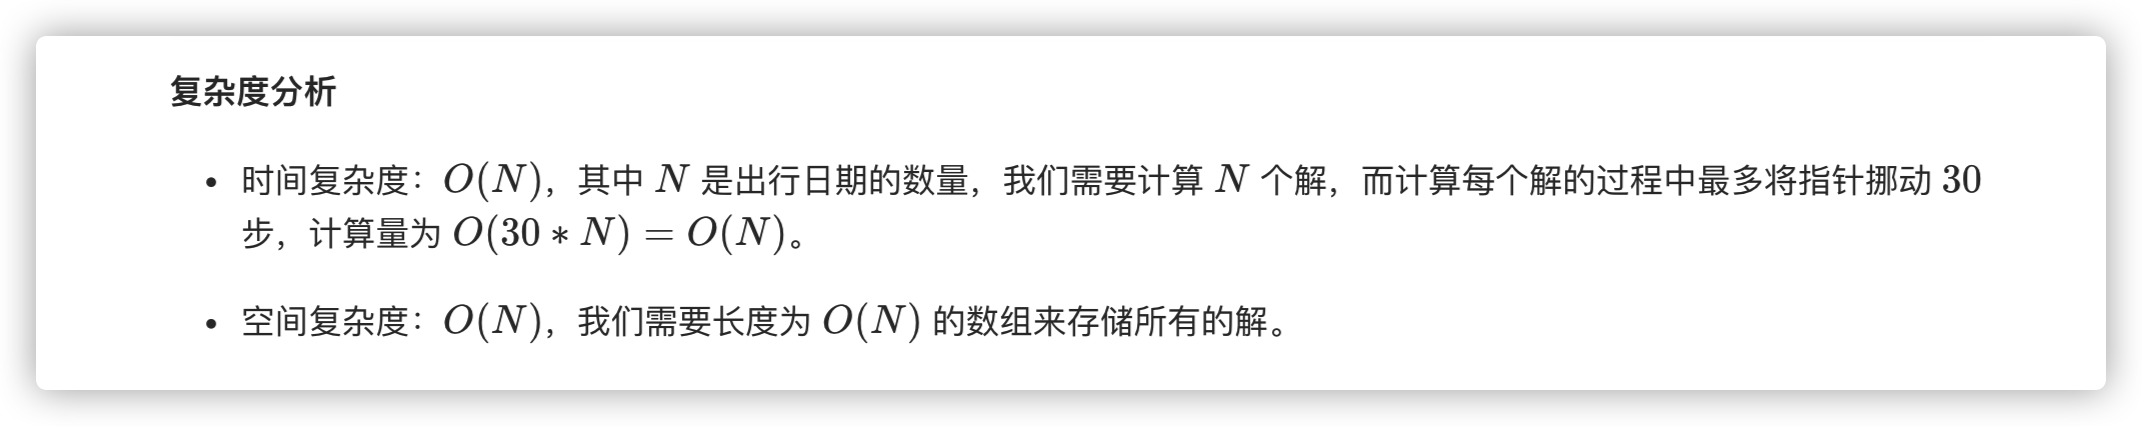 复杂度分析
• 时间复杂度：O(N)，其中 N 是出行日期的数量，我们需要计算 N 个解，而计算每个解的过程中最多将指针挪动 30
步，计算量为 O(30 * N) = O(N)。
• 空间复杂度：O(N)，我们需要长度为 O(N) 的数组来存储所有的解。